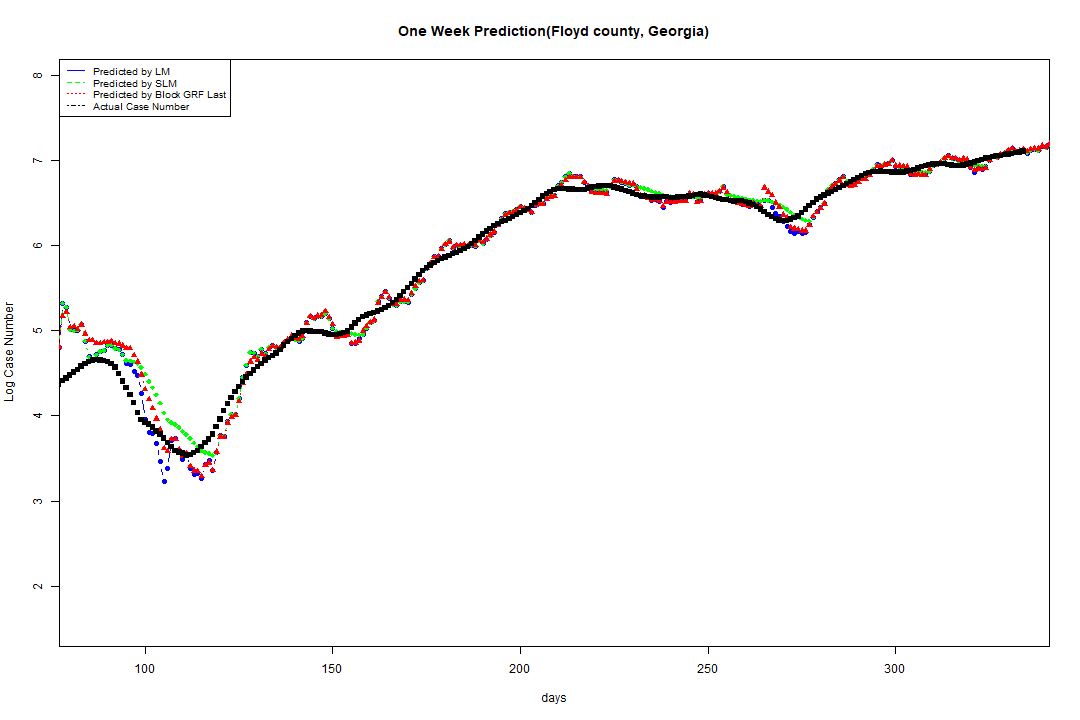 One Week Prediction(Floyd county, Georgia)
Predicted by LM
Predicted by SLM
Predicted by Block GRF Last
Actual Case Number
8
7
6
5
4
3
2
Log Case Number
100 150 200 250 300
days